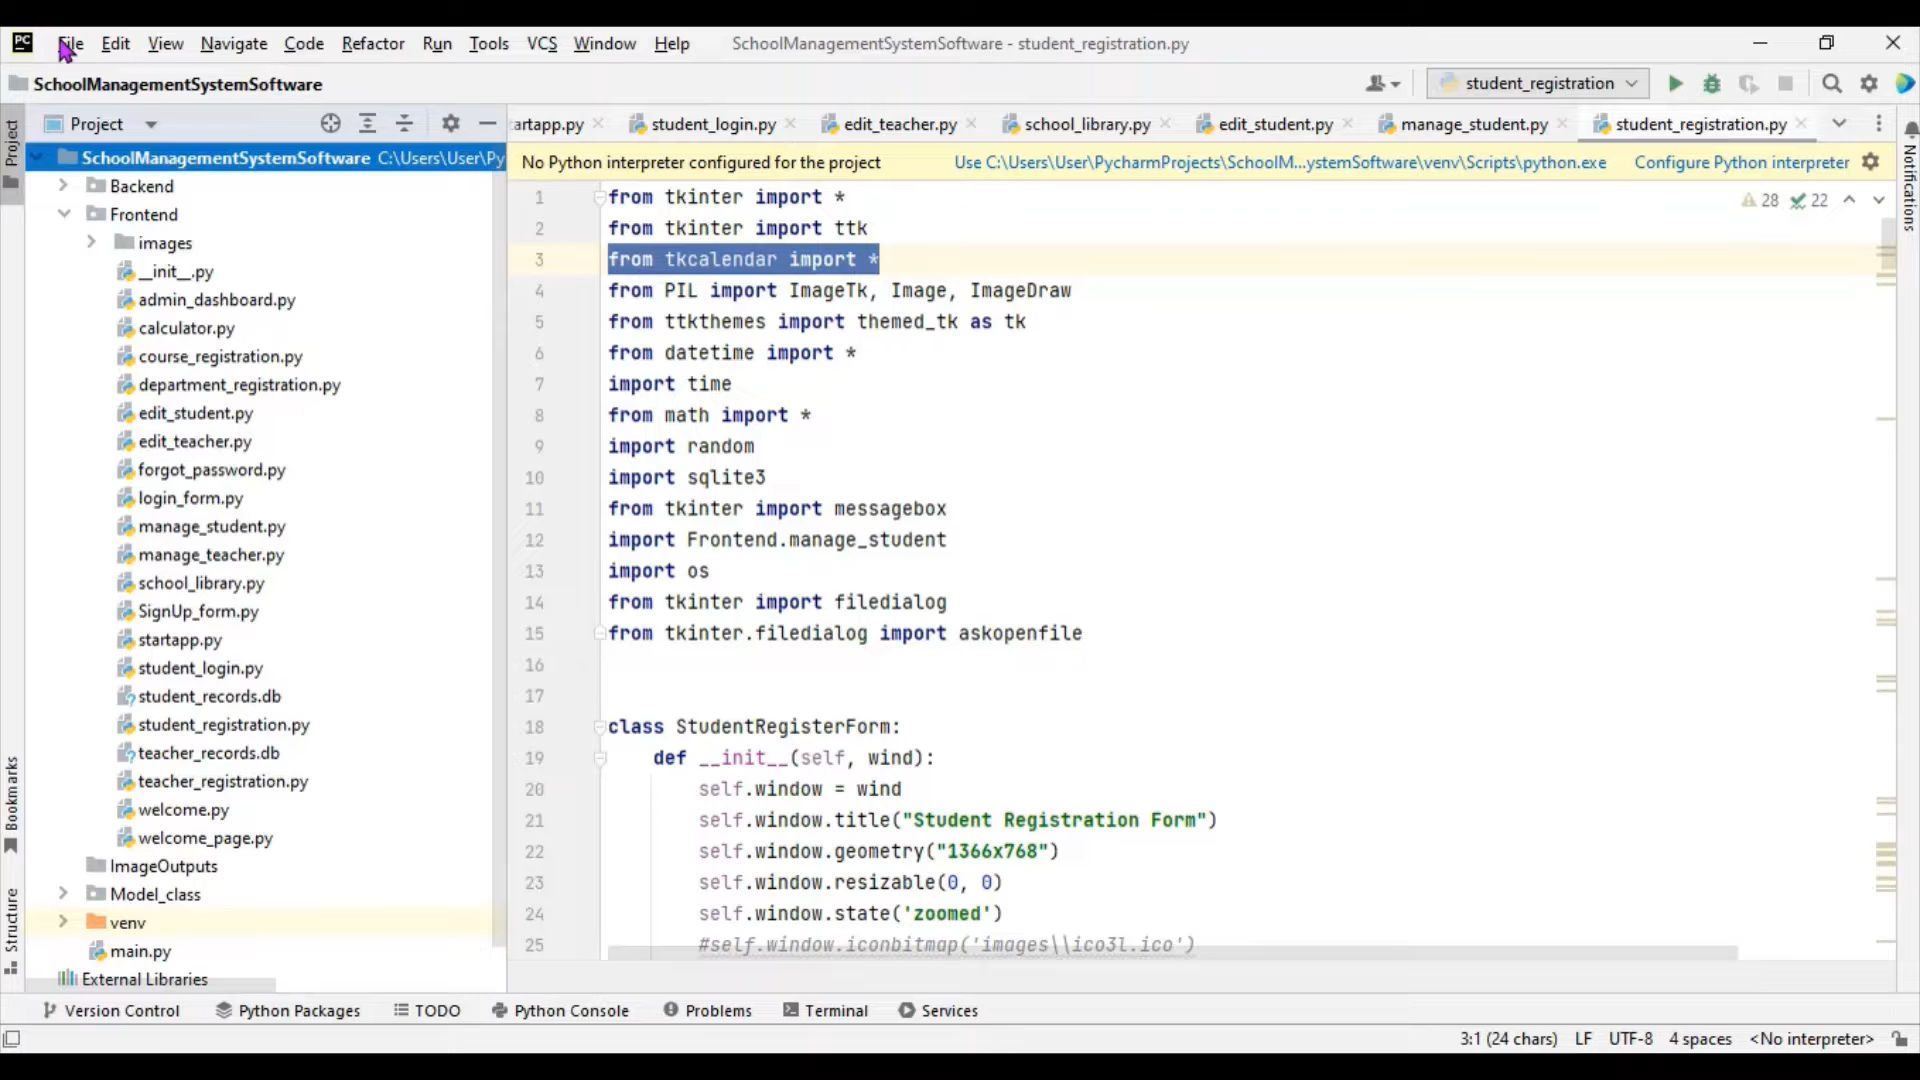 PC File Edit View Navigate Code Refactor Run Tools VCS Window Help SchoolManagementSystemSoftware - student_registration.py
SchoolManagementSystemSoftware student_registration
Project startapp.py student_login.py edit_teacher.py school_library.py edit_student.py manage_student.py student_registration.py
SchoolManagementSystemSoftware C:\Users\User\Py
No Python interpreter configured for the project Use C:\Users\User\PycharmProjects\SchoolM...ystemSoftware\venv\Scripts\python.exe Configure Python interpreter
28 22
Project
Bookmarks
Structure
Notifications
Backend
Frontend
images
__init__.py
admin_dashboard.py
calculator.py
course_registration.py
department_registration.py
edit_student.py
edit_teacher.py
forgot_password.py
login_form.py
manage_student.py
manage_teacher.py
school_library.py
SignUp_form.py
startapp.py
student_login.py
student_records.db
student_registration.py
teacher_records.db
teacher_registration.py
welcome.py
welcome_page.py
ImageOutputs
Model_class
venv
main.py
External Libraries
1 from tkinter import *
2 from tkinter import ttk
3 from tkcalendar import *
4 from PIL import ImageTk, Image, ImageDraw
5 from ttkthemes import themed_tk as tk
6 from datetime import *
7 import time
8 from math import *
9 import random
10 import sqlite3
11 from tkinter import messagebox
12 import Frontend.manage_student
13 import os
14 from tkinter import filedialog
15 from tkinter.filedialog import askopenfile
16
17
18 class StudentRegisterForm:
19 def __init__(self, wind):
20 self.window = wind
21 self.window.title("Student Registration Form")
22 self.window.geometry("1366x768")
23 self.window.resizable(0, 0)
24 self.window.state('zoomed')
25 #self.window.iconbitmap('images\\ico3l.ico')
Version Control Python Packages TODO Python Console Problems Terminal Services
3:1 (24 chars) LF UTF-8 4 spaces <No interpreter>